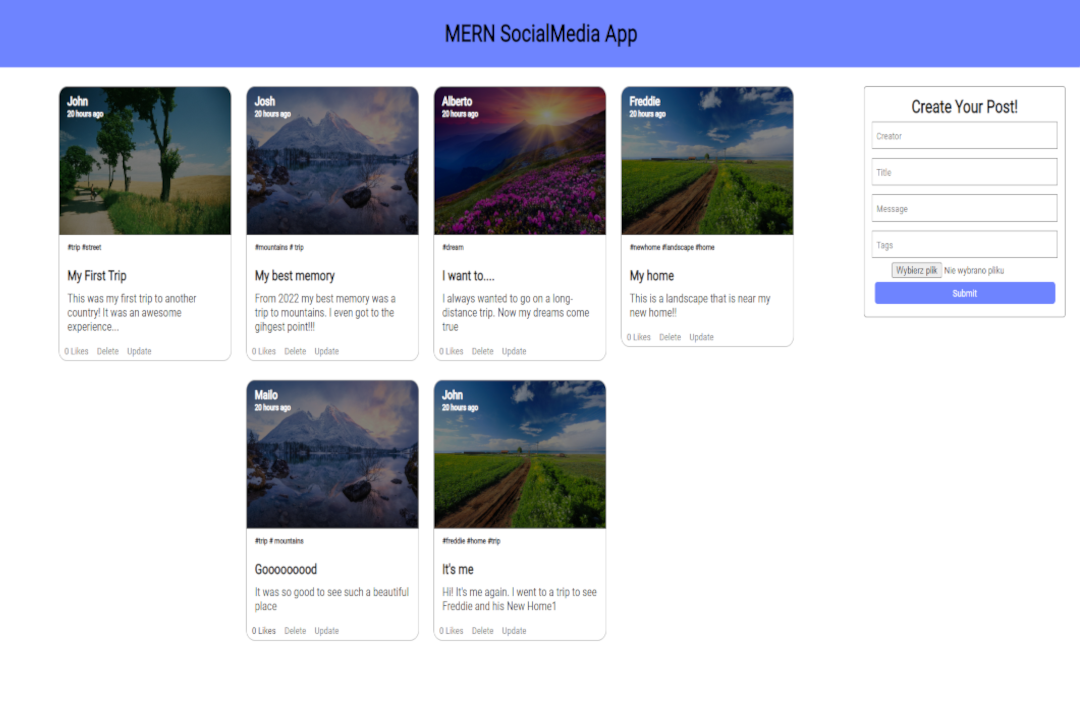 MERN SocialMedia App
John
20 hours ago
#trip #street
My First Trip
This was my first trip to another
country! It was an awesome
experience...
0 Likes Delete Update
Josh
20 hours ago
#mountains # trip
My best memory
From 2022 my best memory was a
trip to mountains. I even got to the
gihgest point!!!
0 Likes Delete Update
Alberto
20 hours ago
#dream
I want to....
I always wanted to go on a long-
distance trip. Now my dreams come
true
0 Likes Delete Update
Freddie
20 hours ago
#newhome #landscape #home
My home
This is a landscape that is near my
new home!!
0 Likes Delete Update
Mailo
20 hours ago
#trip # mountains
Gooooooood
It was so good to see such a beautiful
place
0 Likes Delete Update
John
20 hours ago
#freddie #home #trip
It's me
Hi! It's me again. I went to a trip to see
Freddie and his New Home1
0 Likes Delete Update
Create Your Post!
Creator
Title
Message
Tags
Wybierz plik Nie wybrano pliku
Submit